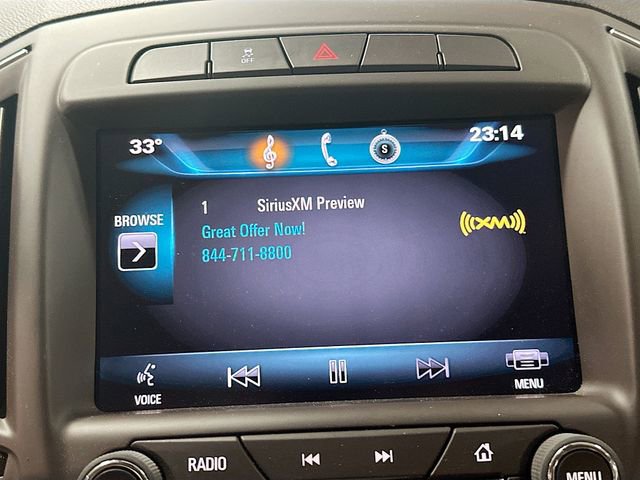 OFF
33°
S
23:14
BROWSE
1 SiriusXM Preview
Great Offer Now!
844-711-8800
((XM))
VOICE
MENU
RADIO
MENU